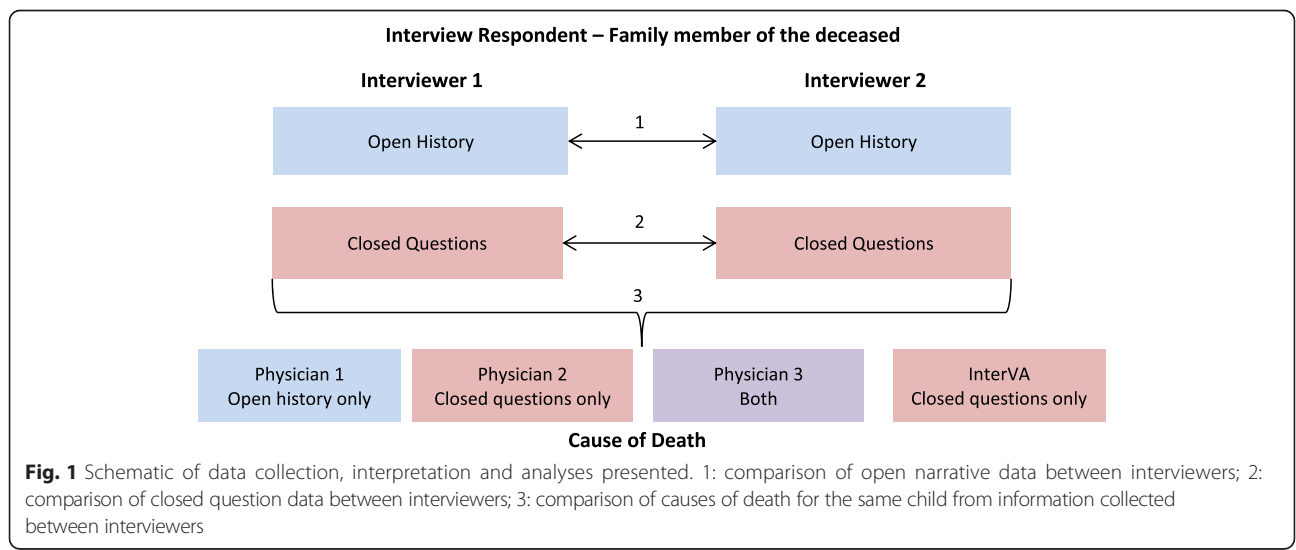 Interview Respondent – Family member of the deceased
Interviewer 1
Interviewer 2
Open History
1
Open History
Closed Questions
2
Closed Questions
3
Physician 1
Open history only
Physician 2
Closed questions only
Physician 3
Both
InterVA
Closed questions only
Cause of Death
Fig. 1 Schematic of data collection, interpretation and analyses presented. 1: comparison of open narrative data between interviewers; 2:
comparison of closed question data between interviewers; 3: comparison of causes of death for the same child from information collected
between interviewers